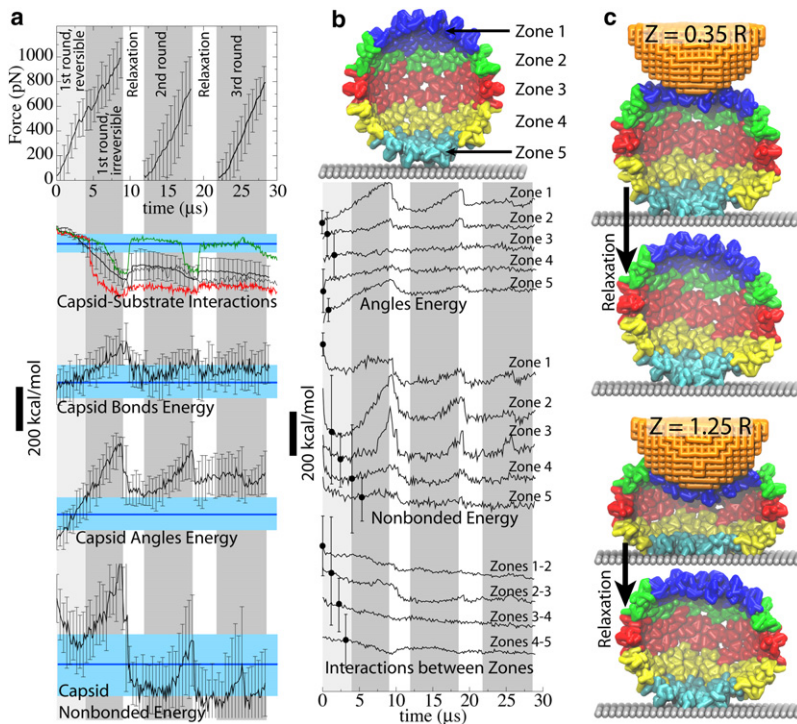 a
Force (pN)
1000
800
600
400
200
0
1st round, reversible
1st round, irreversible
Relaxation
2nd round
Relaxation
3rd round
0 5 10 15 20 25 30
time (μs)
Capsid-Substrate Interactions
200 kcal/mol
Capsid Bonds Energy
Capsid Angles Energy
Capsid
Nonbonded Energy
b
Zone 1
Zone 2
Zone 3
Zone 4
Zone 5
Zone 1
Zone 2
Zone 3
Zone 4
Zone 5
Angles Energy
200 kcal/mol
Zone 1
Zone 2
Zone 3
Zone 4
Zone 5
Nonbonded Energy
Zones 1-2
Zones 2-3
Zones 3-4
Zones 4-5
Interactions between Zones
0 5 10 15 20 25 30
time (μs)
c
Z = 0.35 R
Relaxation
Z = 1.25 R
Relaxation